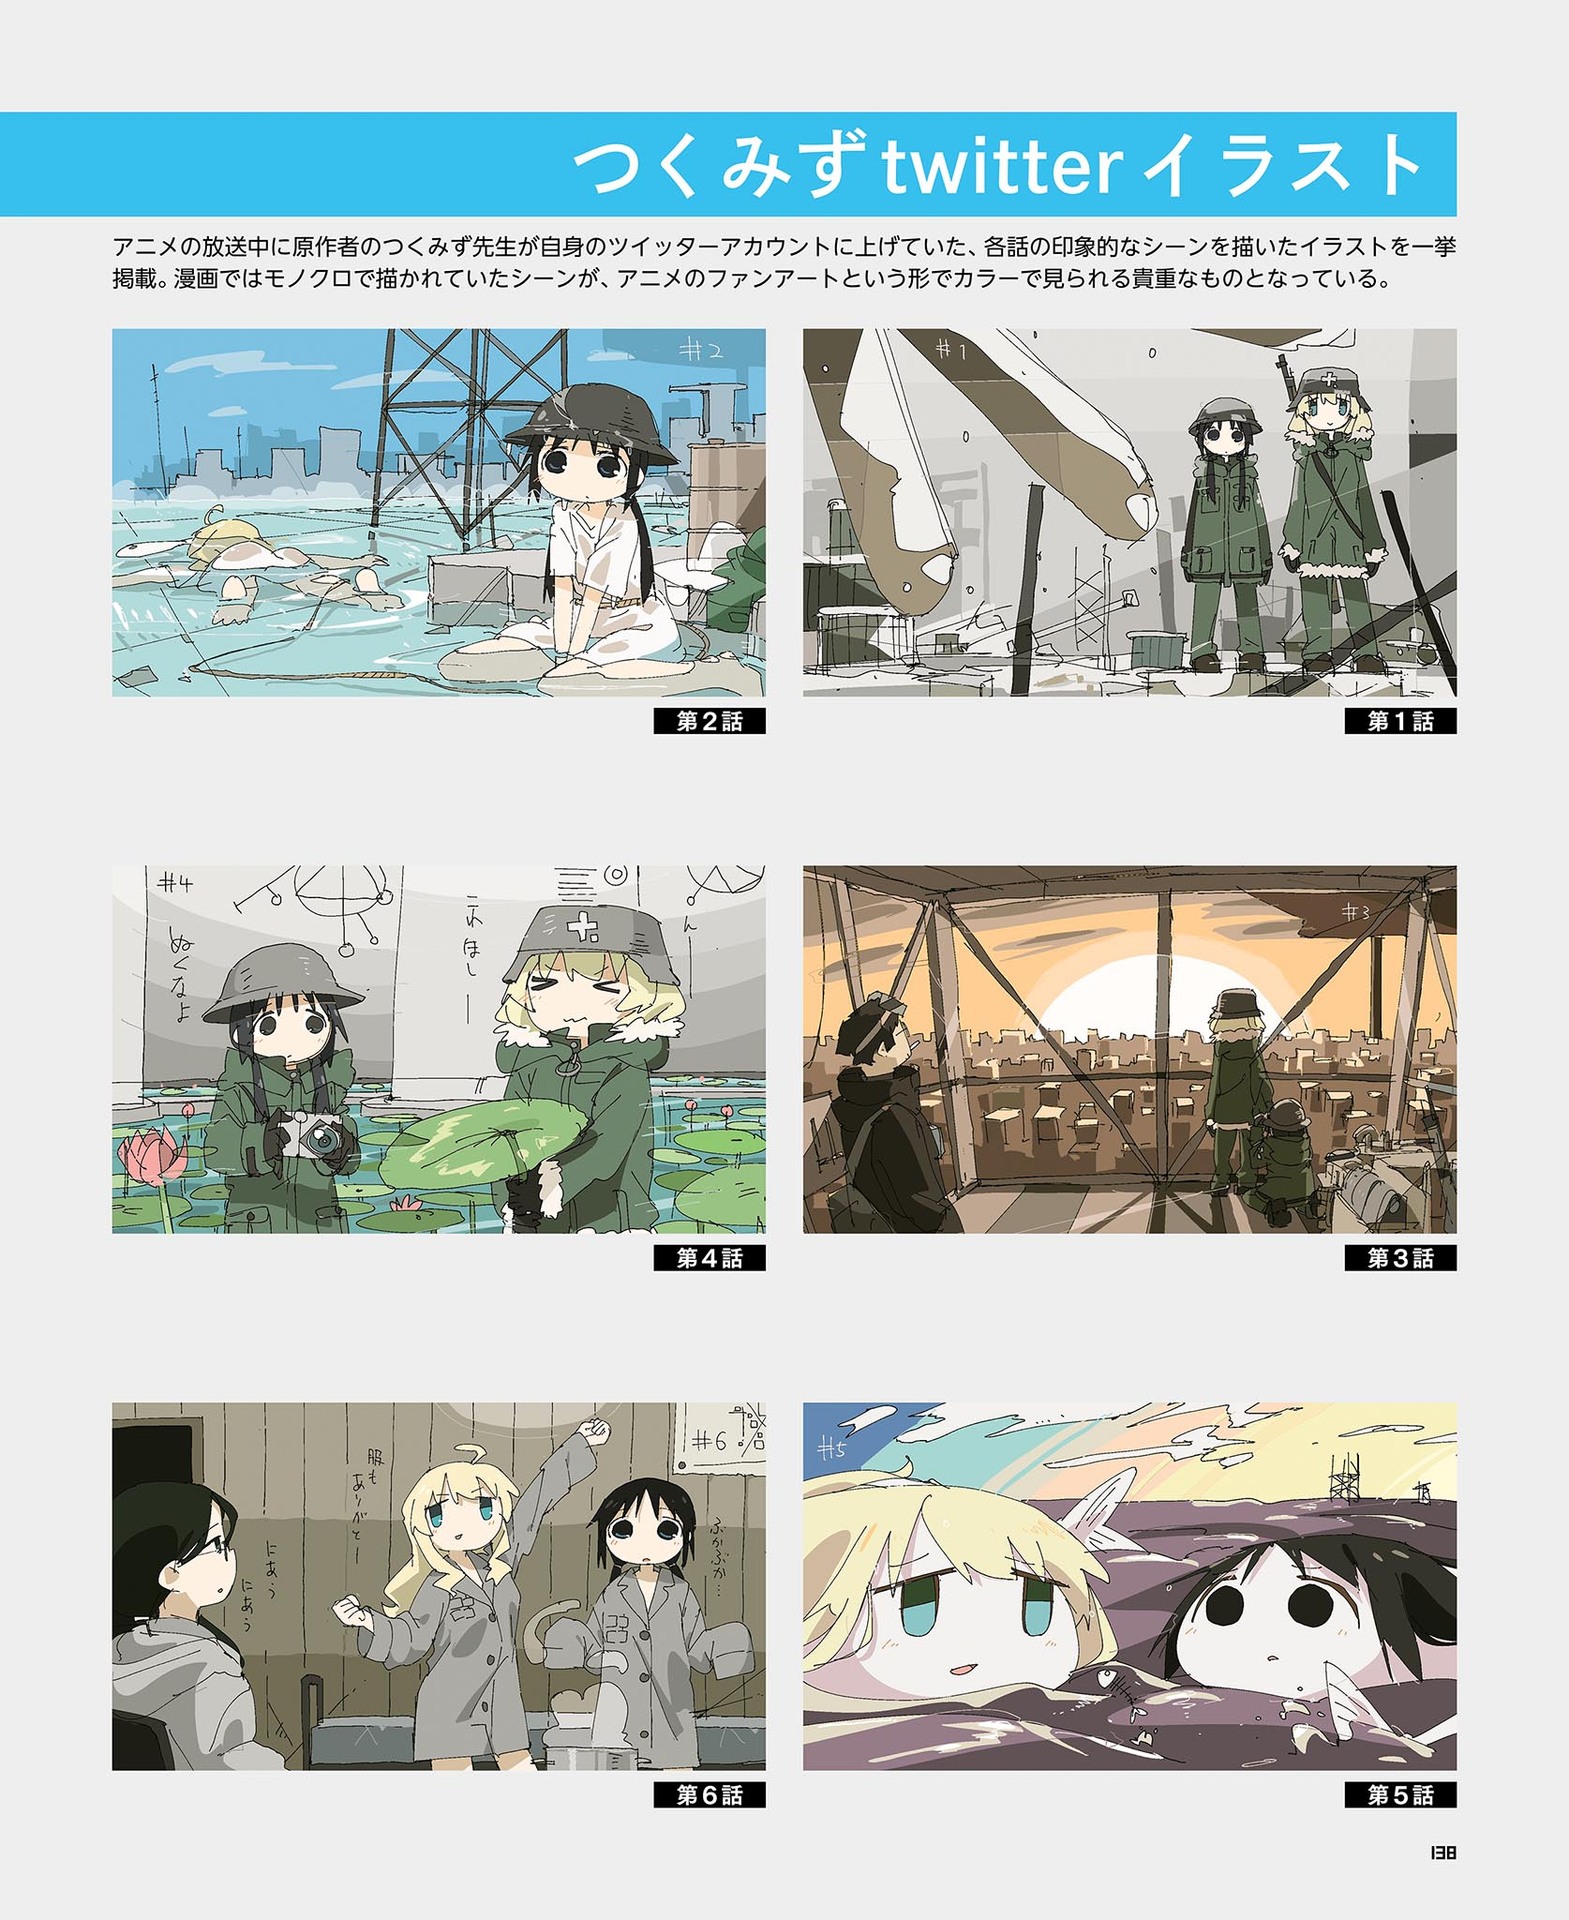 つくみずtwitterイラスト
アニメの放送中に原作者のつくみず先生が自身のツイッターアカウントに上げていた、各話の印象的なシーンを描いたイラストを一挙
掲載。漫画ではモノクロで描かれていたシーンが、アニメのファンアートという形でカラーで見られる貴重なものとなっている。
#1
第1話
#2
第2話
#3
第3話
#4
ん〜
これほしー
ぬくなよ
第4話
#5
第5話
#6
ぶかぶか…
服も
ありがとー
にあう
にあう
第6話
138